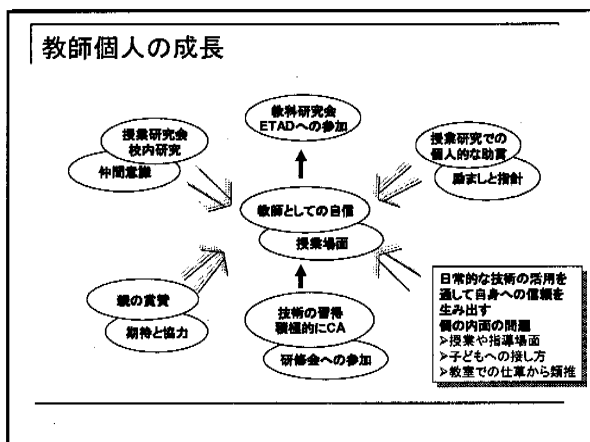 教師個人の成長
教科研究会
ETADへの参加
授業研究会
校内研究
仲間意識
授業研究での
個人的な助言
励ましと指針
教師としての自信
授業場面
親の賞賛
期待と協力
技術の習得
積極的にCA
研修会への参加
日常的な技術の活用を
通して自身への信頼を
生み出す
個の内面の問題
➢授業や指導場面
➢子どもへの接し方
➢教室での仕草から類推